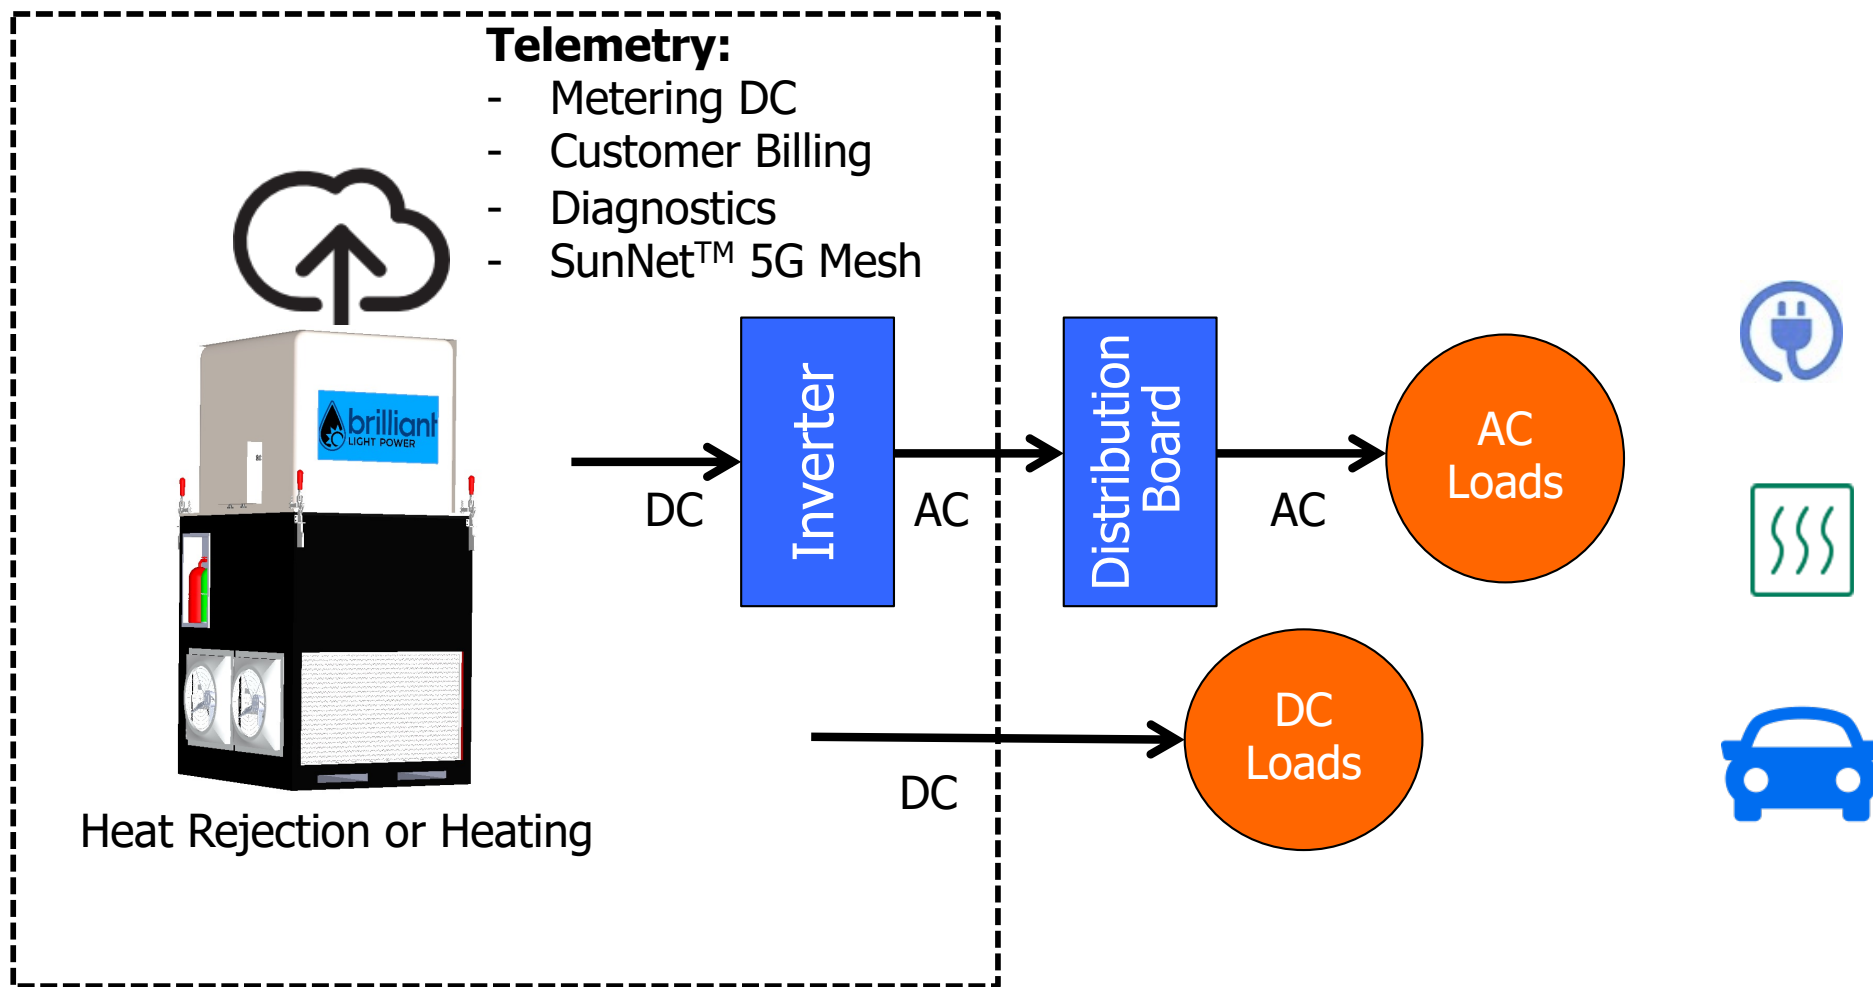 Telemetry:
- Metering DC
- Customer Billing
- Diagnostics
- SunNet™ 5G Mesh
brilliant
LIGHT POWER
DC
Inverter
AC
Distribution
Board
AC
AC
Loads
DC
DC
Loads
Heat Rejection or Heating